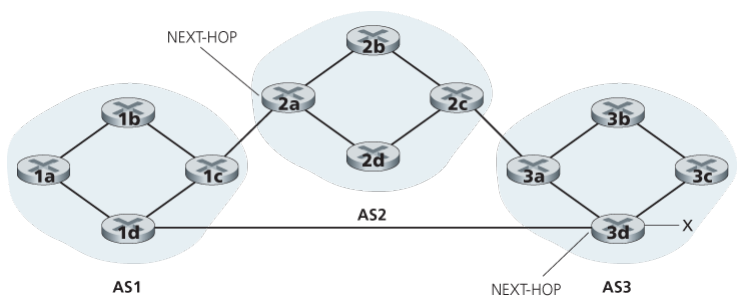 NEXT-HOP
2b
2a
2c
2d
1b
1a
1c
1d
3b
3a
3c
3d
X
AS2
AS1
NEXT-HOP
AS3